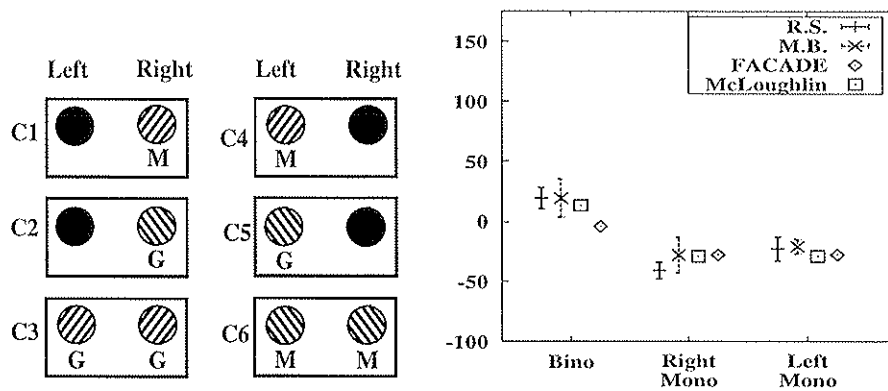 Left Right Left Right
C1 M C4 M
C2 G C5 G
C3 G G C6 M M
R.S.
M.B.
FACADE
McLoughlin
150
100
50
0
-50
-100
Bino Right Mono Left Mono